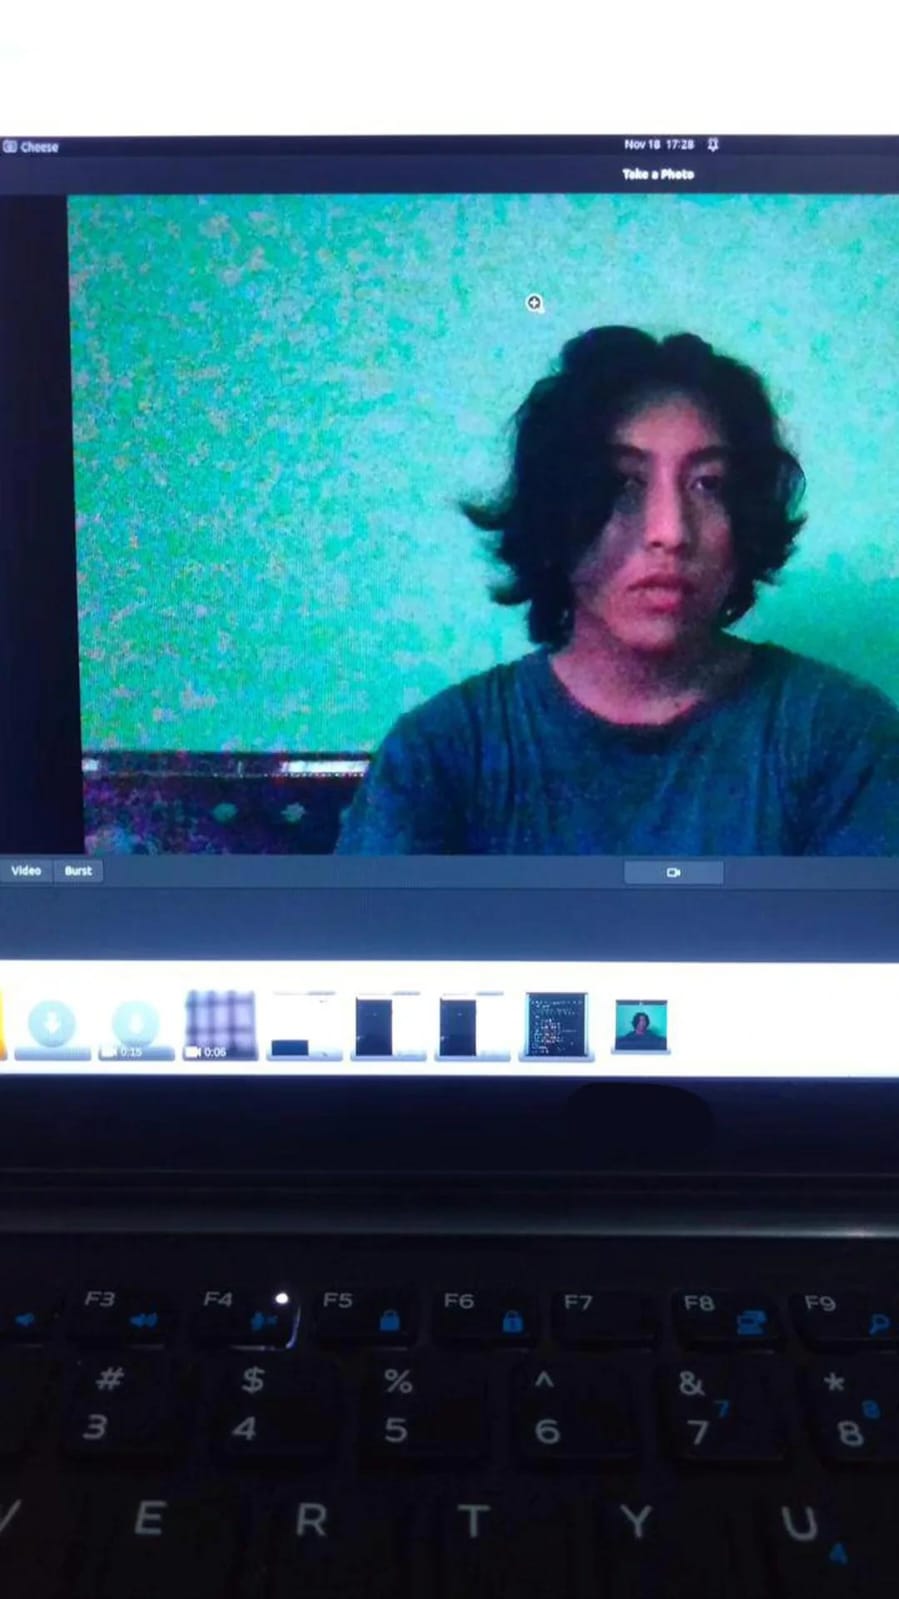 Cheese
Nov 18 17:28
Take a Photo
Video Burst
0:15 0:06
F3 F4 F5 F6 F7 F8 F9
# $ % ^ & *
3 4 5 6 7 7 8 8
E R T Y U
4